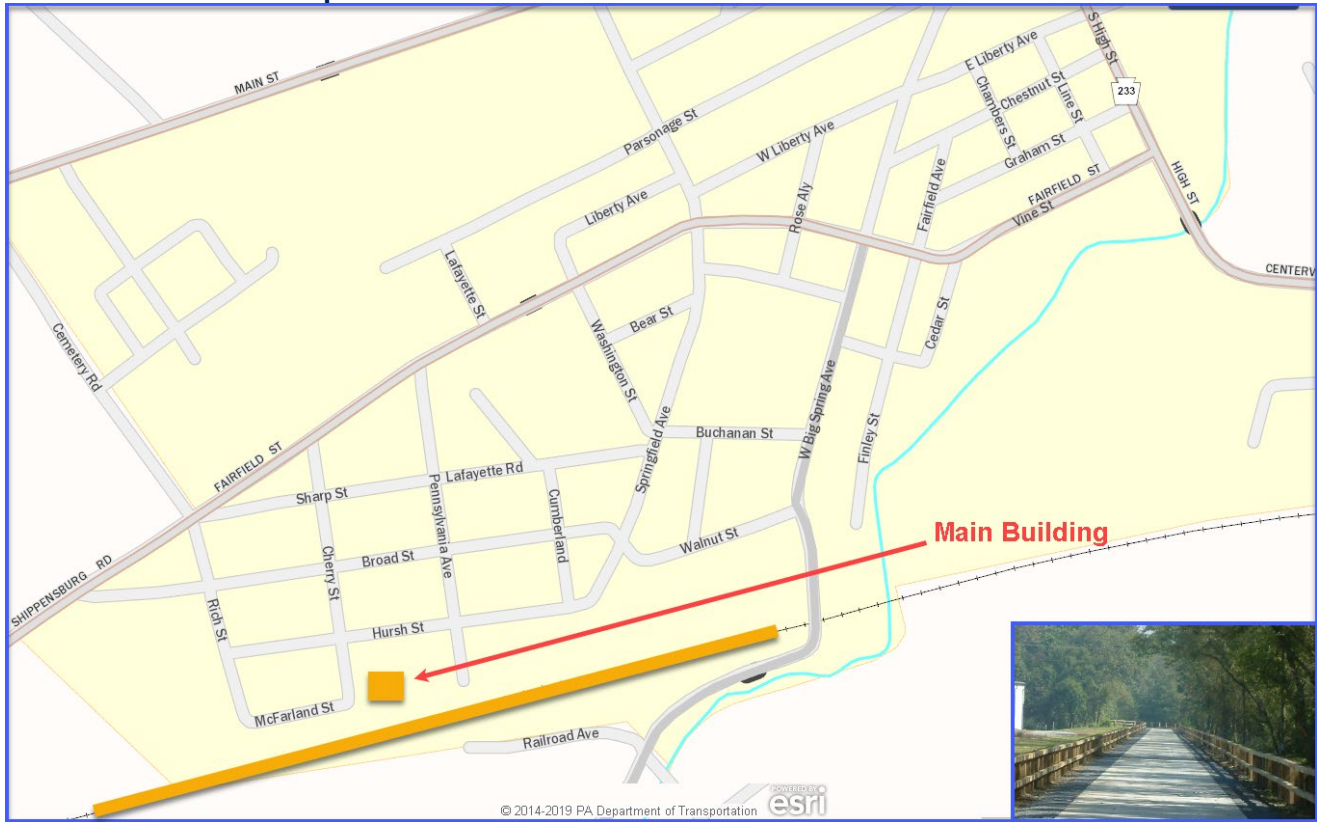 MAIN ST
Parsonage St
E Liberty Ave
S High St
Chambers St
Chestnut St
Line St
233
W Liberty Ave
Graham St
Liberty Ave
Rose Aly
Fairfield Ave
FAIRFIELD ST
Vine St
HIGH ST
Lafayette St
CENTERV
Cemetery Rd
Bear St
Washington St
Cedar St
W Big Spring Ave
Buchanan St
Finley St
Springfield Ave
FAIRFIELD ST
Lafayette Rd
Sharp St
Pennsylvania Ave
Cumberland
Main Building
Walnut St
Broad St
Cherry St
SHIPPENSBURG RD
Rich St
Hursh St
McFarland St
Railroad Ave
© 2014-2019 PA Department of Transportation
POWERED BY
esri